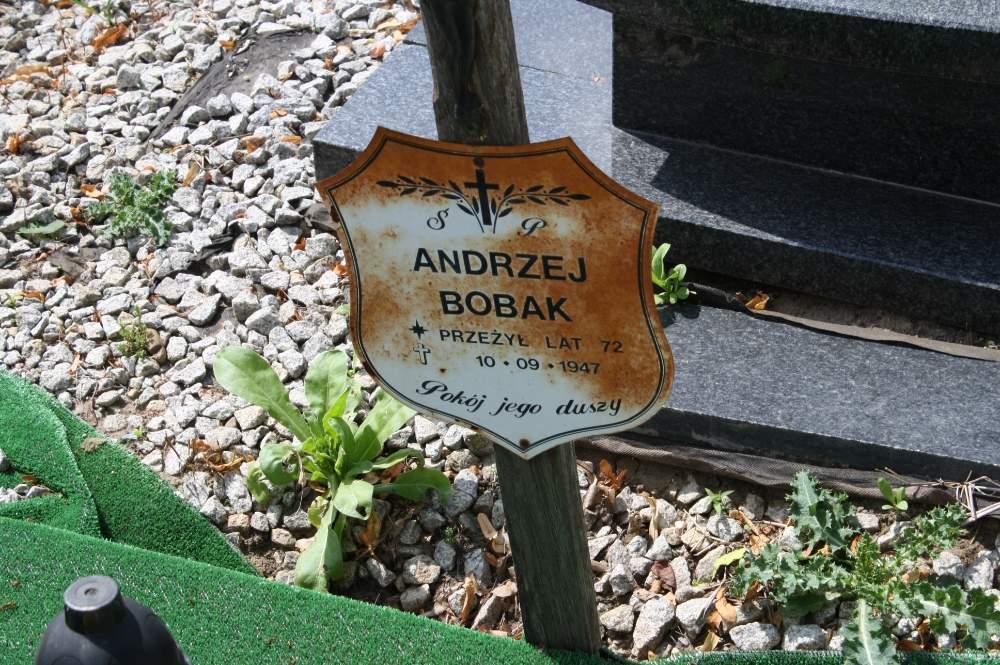 Ś P
ANDRZEJ
BOBAK
PRZEŻYŁ LAT 72
10 • 09 • 1947
Pokój jego duszy